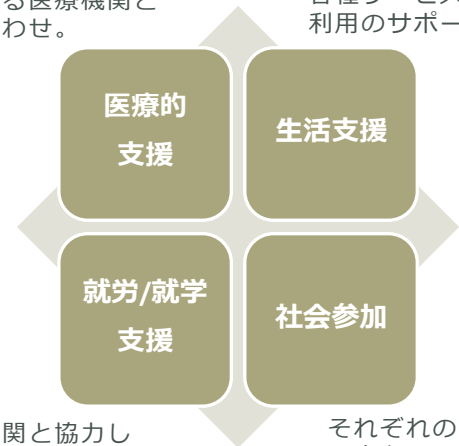 る医療機関と
わせ。
利用のサポー
医療的
支援
生活支援
就労/就学
支援
社会参加
関と協力し
それぞれの